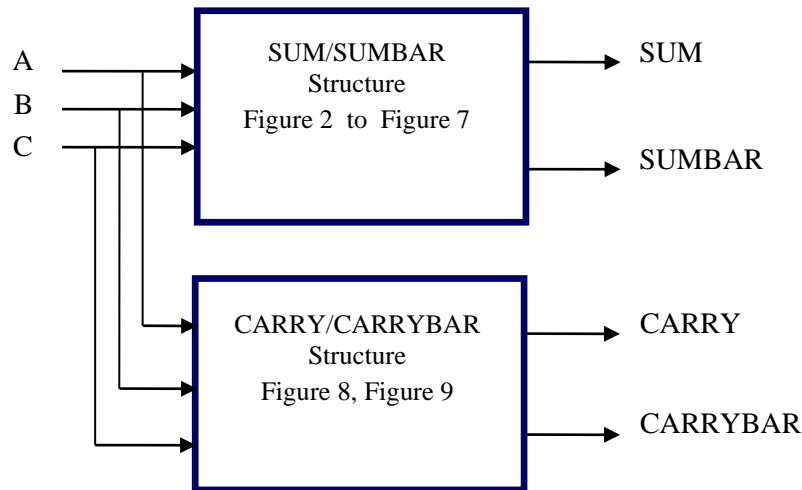 A
B
C
SUM/SUMBAR
Structure
Figure 2 to Figure 7
SUM
SUMBAR
CARRY/CARRYBAR
Structure
Figure 8, Figure 9
CARRY
CARRYBAR